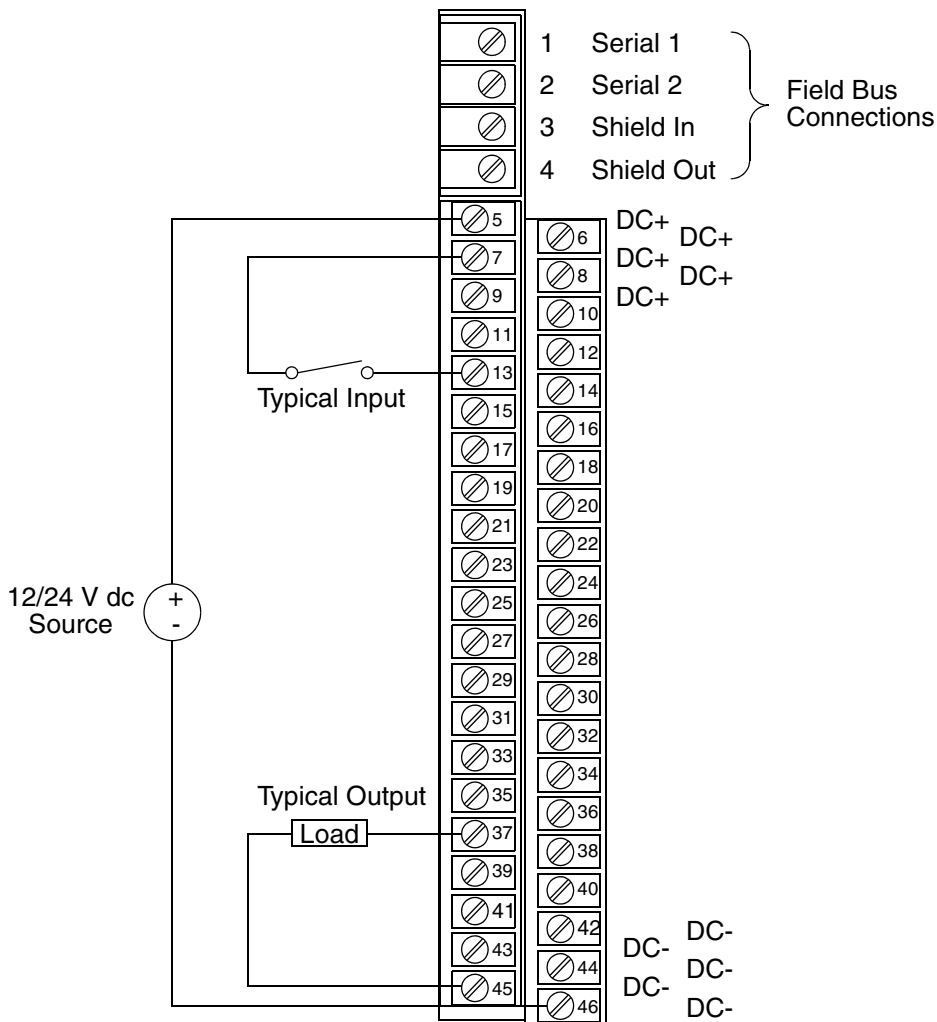 1 Serial 1
2 Serial 2
3 Shield In
4 Shield Out
Field Bus
Connections
5
DC+
6
DC+
7
DC+
8
DC+
9
DC+
10
11
12
13
Typical Input
14
15
16
17
18
19
20
21
22
23
24
12/24 V dc
Source
+
-
25
26
27
28
29
30
31
32
33
34
Typical Output
35
36
Load
37
38
39
40
41
42
DC-
43
DC-
44
DC-
45
DC-
46
DC-